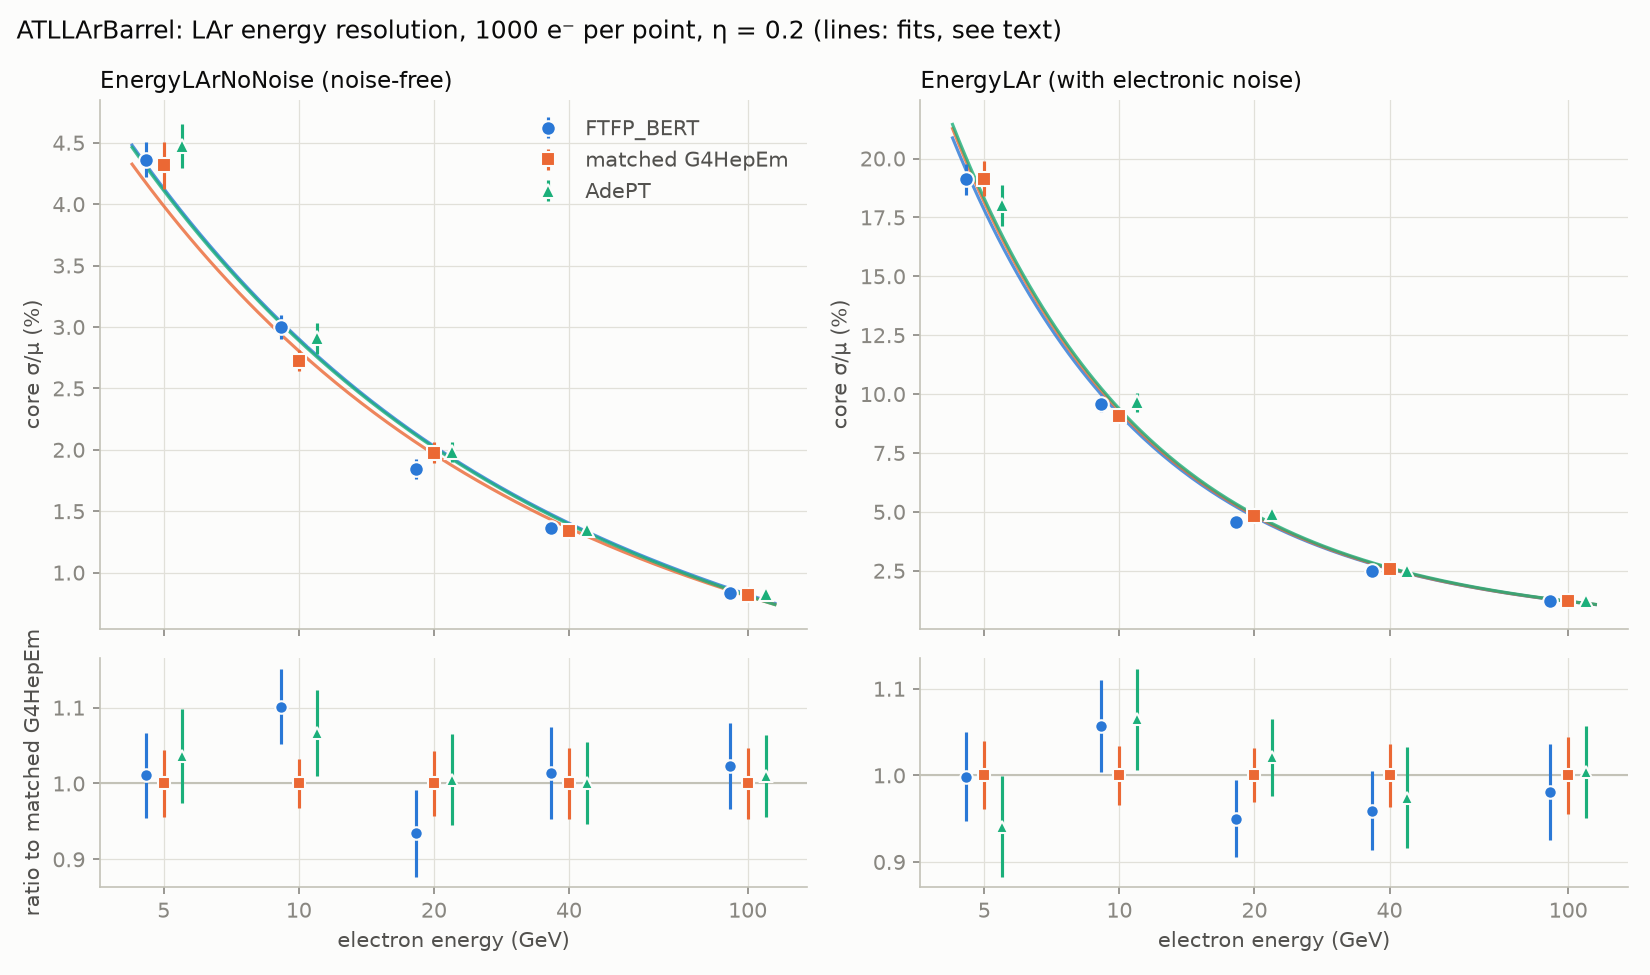 ATLLArBarrel: LAr energy resolution, 1000 e⁻ per point, η = 0.2 (lines: fits, see text)
EnergyLArNoNoise (noise-free)
FTFP_BERT
matched G4HepEm
AdePT
core σ/μ (%)
4.5
4.0
3.5
3.0
2.5
2.0
1.5
1.0
EnergyLAr (with electronic noise)
core σ/μ (%)
20.0
17.5
15.0
12.5
10.0
7.5
5.0
2.5
ratio to matched G4HepEm
1.1
1.0
0.9
5 10 20 40 100
electron energy (GeV)
1.1
1.0
0.9
5 10 20 40 100
electron energy (GeV)